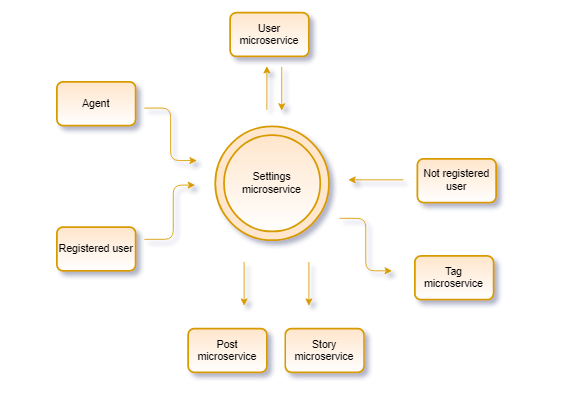 User
microservice
Agent
Settings
microservice
Not registered
user
Registered user
Tag
microservice
Post
microservice
Story
microservice